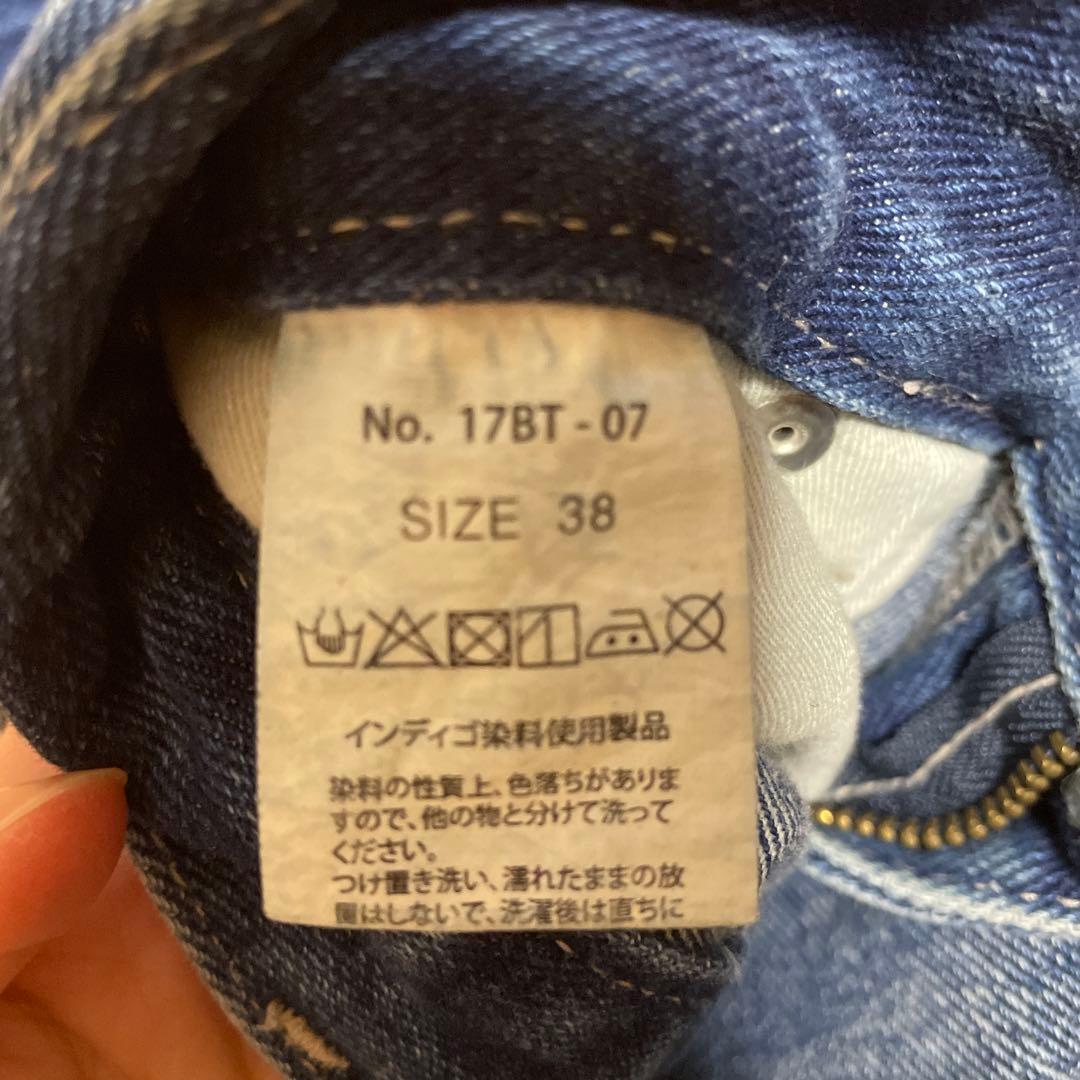 No. 17BT - 07
SIZE 38
インディゴ染料使用製品
染料の性質上、色落ちがありま
すので、他の物と分けて洗って
ください。
つけ置き洗い、濡れたままの放
置はしないで、洗濯後は直ちに